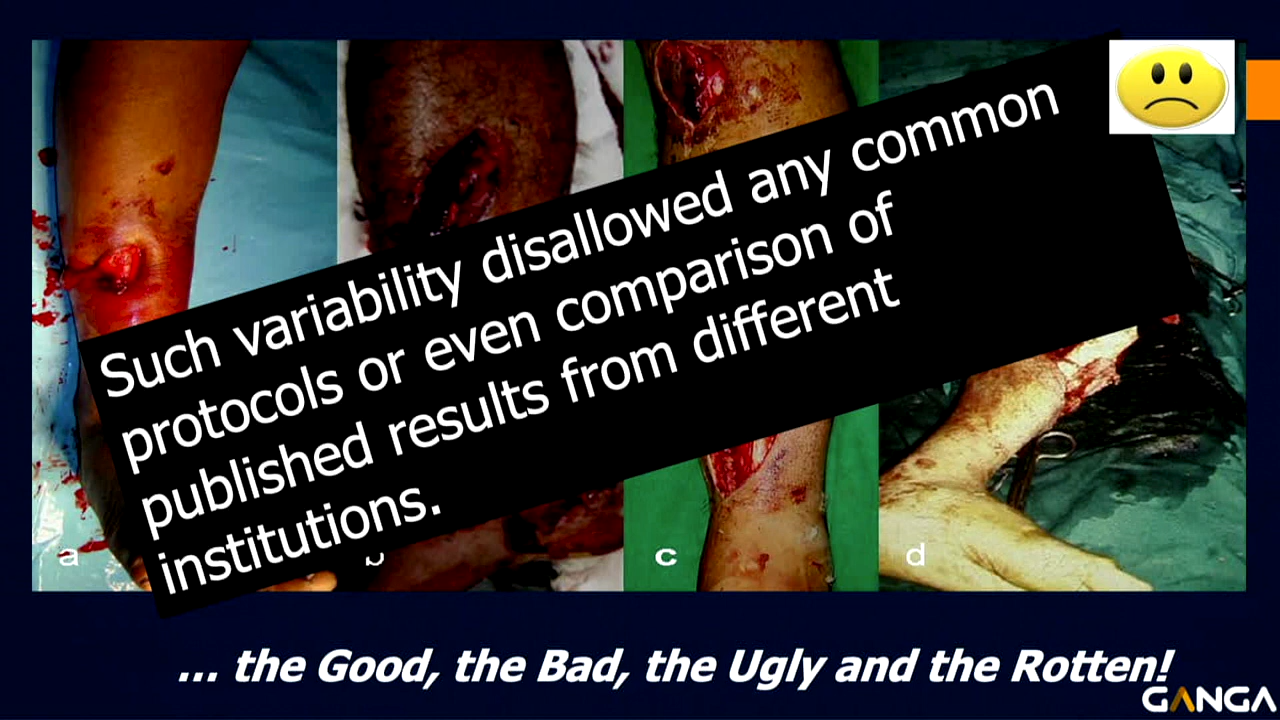 Such variability disallowed any common
protocols or even comparison of
published results from different
institutions.
a
b
c
d
... the Good, the Bad, the Ugly and the Rotten!
GANGA